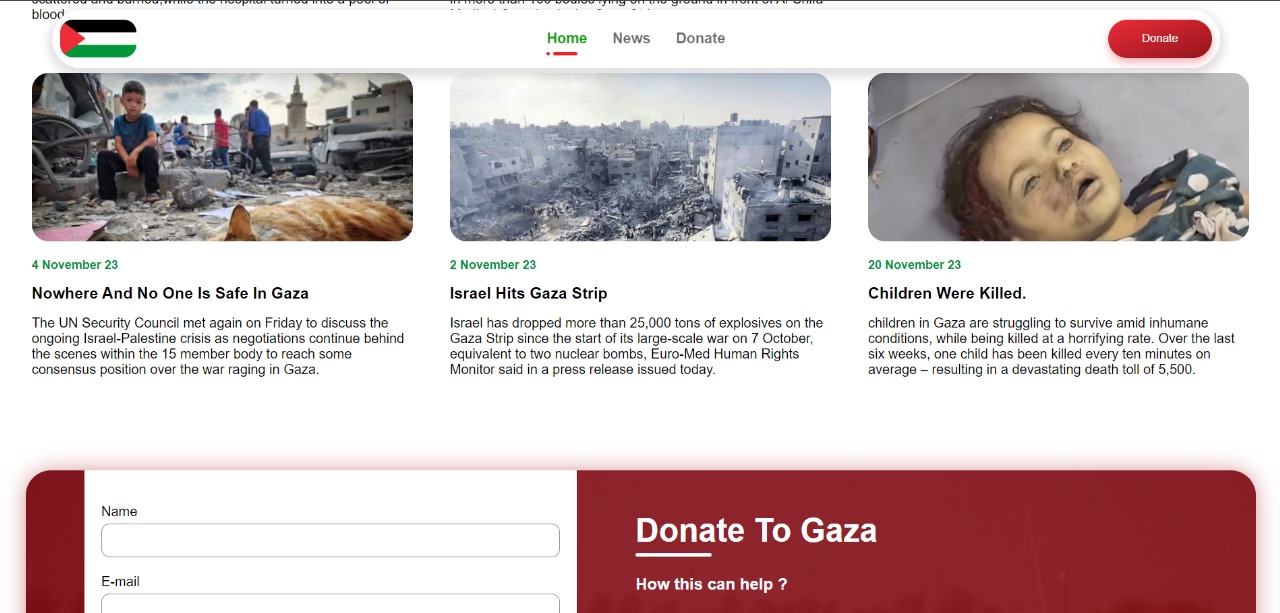 blood
Home News Donate
Donate
4 November 23
Nowhere And No One Is Safe In Gaza
The UN Security Council met again on Friday to discuss the
ongoing Israel-Palestine crisis as negotiations continue behind
the scenes within the 15 member body to reach some
consensus position over the war raging in Gaza.
2 November 23
Israel Hits Gaza Strip
Israel has dropped more than 25,000 tons of explosives on the
Gaza Strip since the start of its large-scale war on 7 October,
equivalent to two nuclear bombs, Euro-Med Human Rights
Monitor said in a press release issued today.
20 November 23
Children Were Killed.
children in Gaza are struggling to survive amid inhumane
conditions, while being killed at a horrifying rate. Over the last
six weeks, one child has been killed every ten minutes on
average – resulting in a devastating death toll of 5,500.
Name
E-mail
Donate To Gaza
How this can help ?